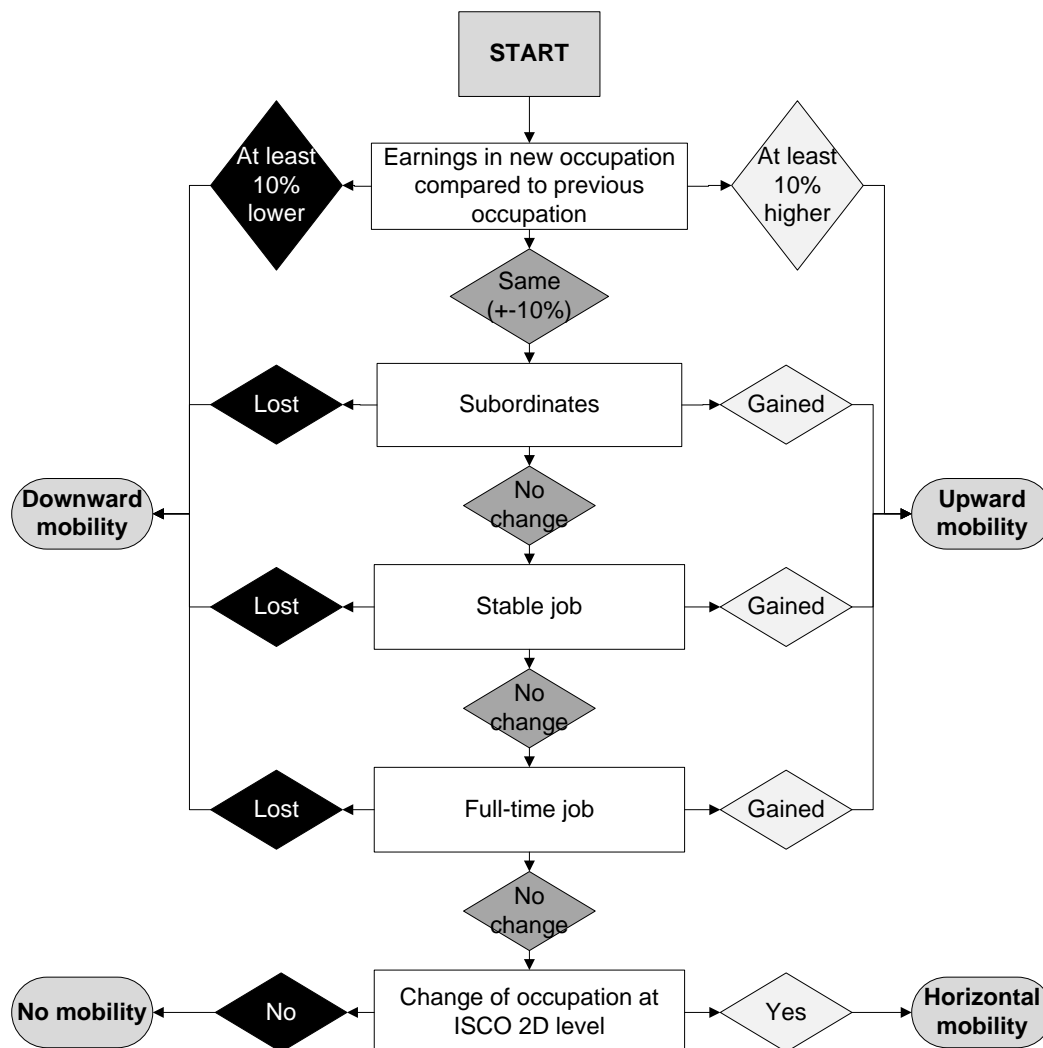 START
At least
10%
lower
Earnings in new occupation
compared to previous
occupation
At least
10%
higher
Same
(+-10%)
Lost
Subordinates
Gained
Downward
mobility
No
change
Upward
mobility
Lost
Stable job
Gained
No
change
Lost
Full-time job
Gained
No
change
No mobility
No
Change of occupation at
ISCO 2D level
Yes
Horizontal
mobility